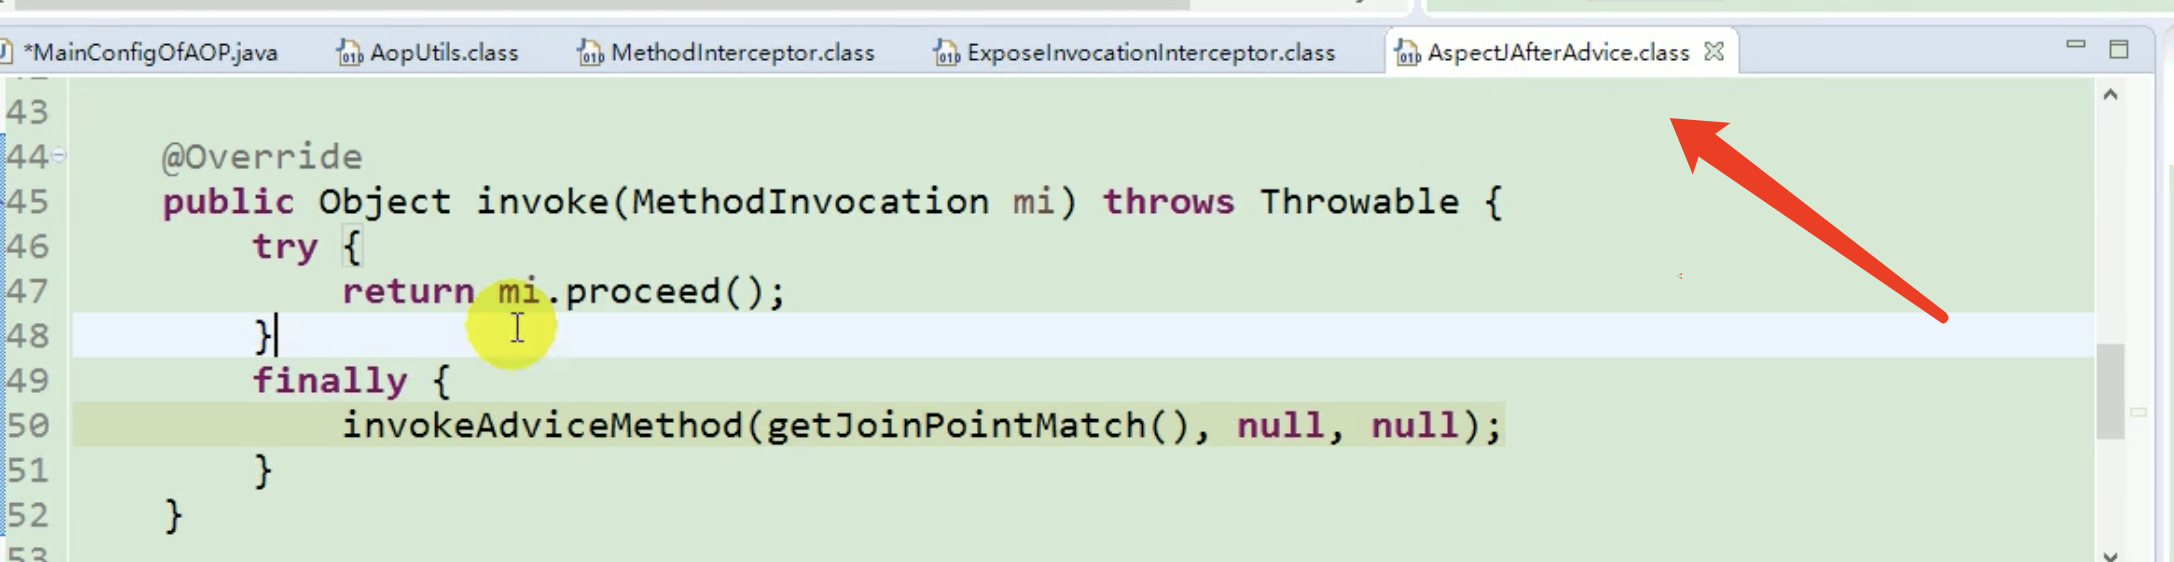 *MainConfigOfAOP.java AopUtils.class MethodInterceptor.class ExposeInvocationInterceptor.class AspectJAfterAdvice.class
43
44 @Override
45 public Object invoke(MethodInvocation mi) throws Throwable {
46 try {
47 return mi.proceed();
48 }
49 finally {
50 invokeAdviceMethod(getJoinPointMatch(), null, null);
51 }
52 }
53